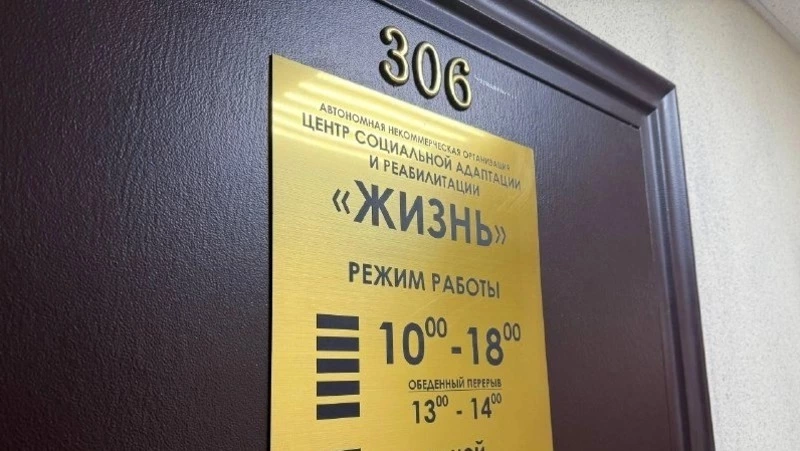 306
АВТОНОМНАЯ НЕКОММЕРЧЕСКАЯ ОРГАНИЗАЦИЯ
ЦЕНТР СОЦИАЛЬНОЙ АДАПТАЦИИ
И РЕАБИЛИТАЦИИ
«ЖИЗНЬ»
РЕЖИМ РАБОТЫ
10⁰⁰ - 18⁰⁰
ОБЕДЕННЫЙ ПЕРЕРЫВ
13⁰⁰ - 14⁰⁰